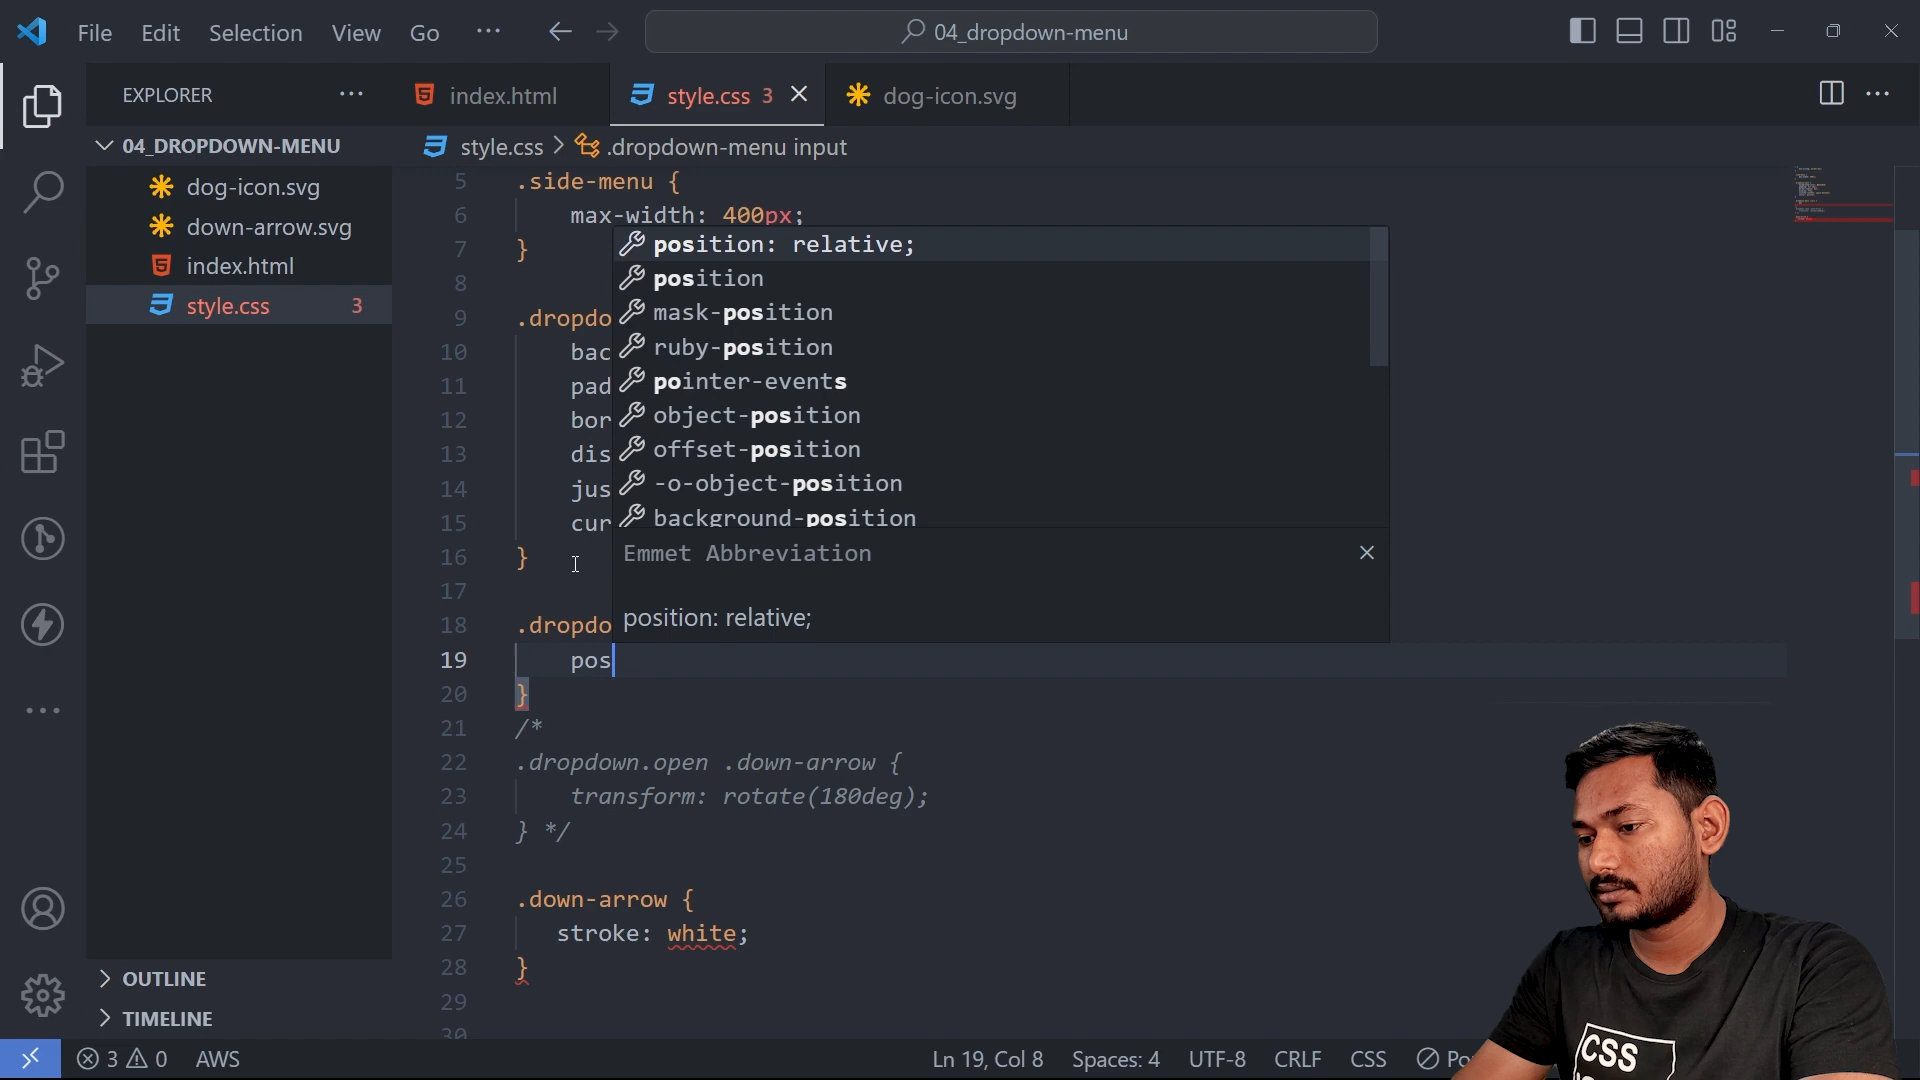 File Edit Selection View Go ··· 04_dropdown-menu
EXPLORER ···
index.html
style.css 3
dog-icon.svg
04_DROPDOWN-MENU
dog-icon.svg
down-arrow.svg
index.html
style.css 3
OUTLINE
TIMELINE
style.css > .dropdown-menu input
5 .side-menu {
6 max-width: 400px;
7 }
8
9 .dropdo
10 bac
11 pad
12 bor
13 dis
14 jus
15 cur
16 }
17
18 .dropdo
19 pos
20 }
21 /*
22 .dropdown.open .down-arrow {
23 transform: rotate(180deg);
24 } */
25
26 .down-arrow {
27 stroke: white;
28 }
29
30
position: relative;
position
mask-position
ruby-position
pointer-events
object-position
offset-position
-o-object-position
background-position
Emmet Abbreviation
position: relative;
3 0 AWS Ln 19, Col 8 Spaces: 4 UTF-8 CRLF CSS Po
CSS